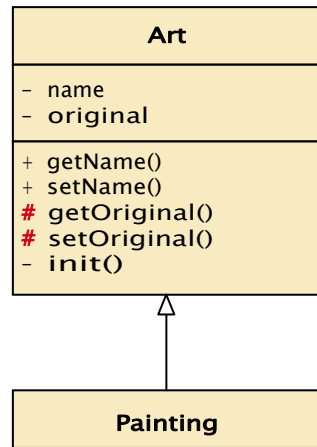 Art
- name
- original
+ getName()
+ setName()
# getOriginal()
# setOriginal()
- init()
Painting